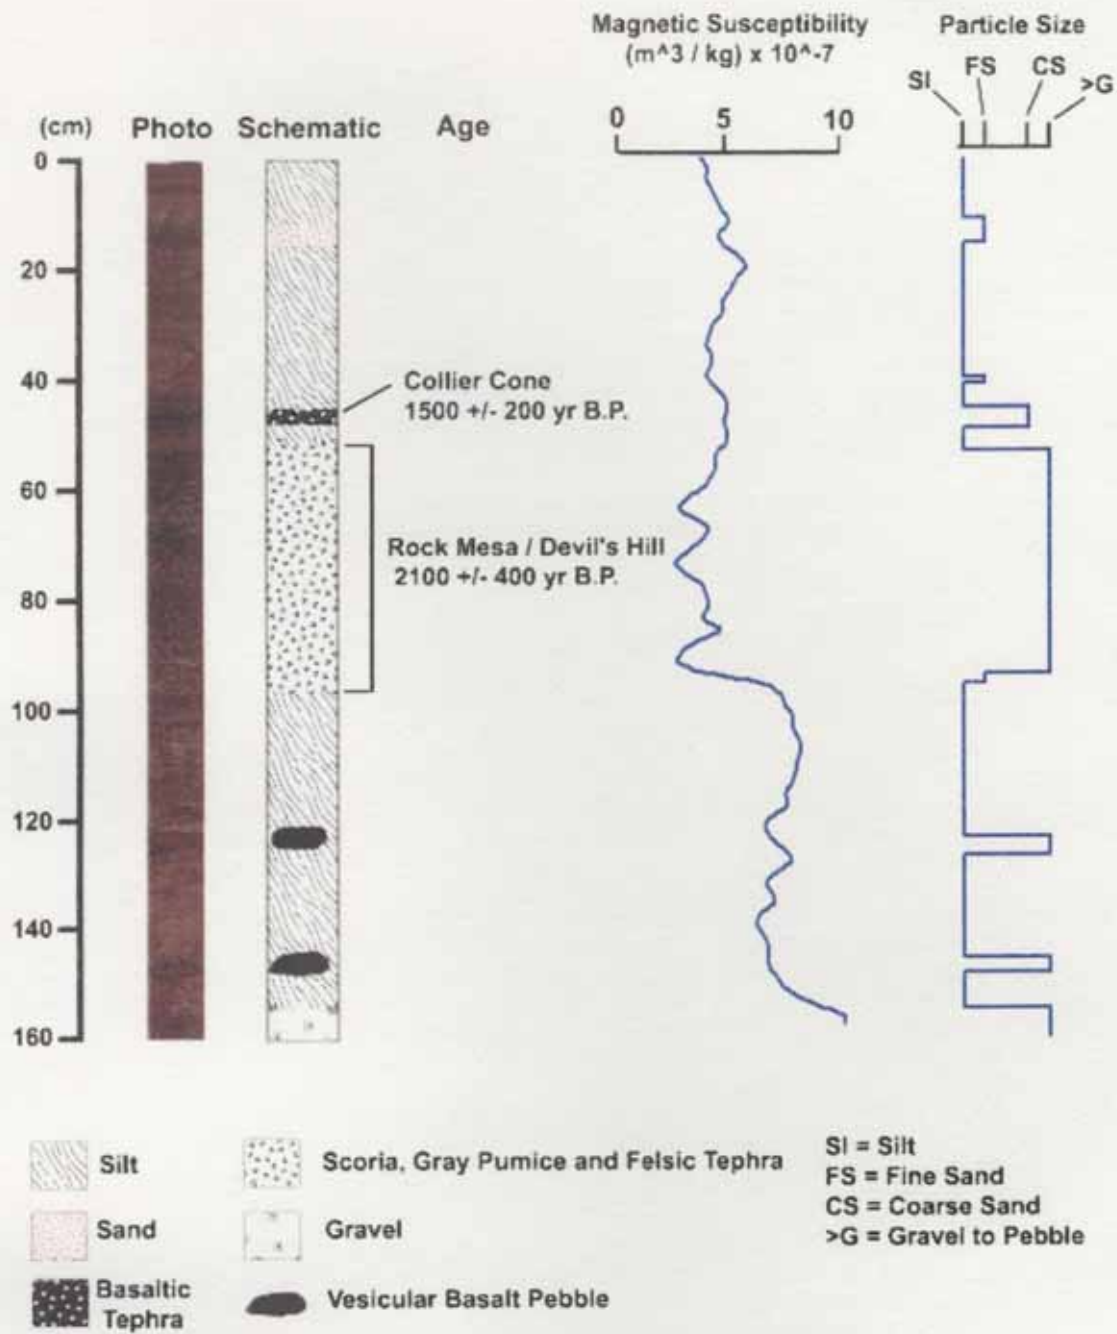 Magnetic Susceptibility
(m^3 / kg) x 10^-7
Particle Size
SI FS CS >G
(cm) Photo Schematic Age
0 5 10
0
20
40
60
80
100
120
140
160
Collier Cone
1500 +/- 200 yr B.P.
Rock Mesa / Devil's Hill
2100 +/- 400 yr B.P.
Silt
Sand
Basaltic
Tephra
Scoria, Gray Pumice and Felsic Tephra
Gravel
Vesicular Basalt Pebble
SI = Silt
FS = Fine Sand
CS = Coarse Sand
>G = Gravel to Pebble